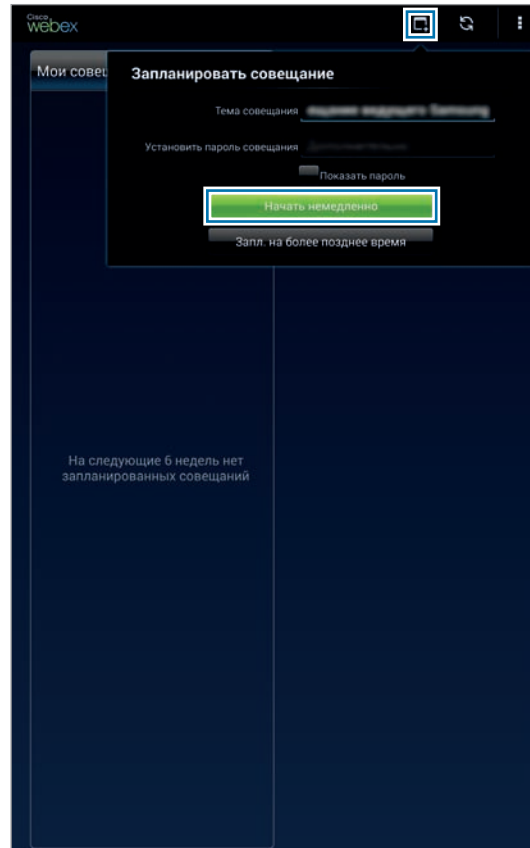 Cisco
webex
Мои совещ
Запланировать совещание
Тема совещания
Установить пароль совещания
Показать пароль
Начать немедленно
Запл. на более позднее время
На следующие 6 недель нет
запланированных совещаний